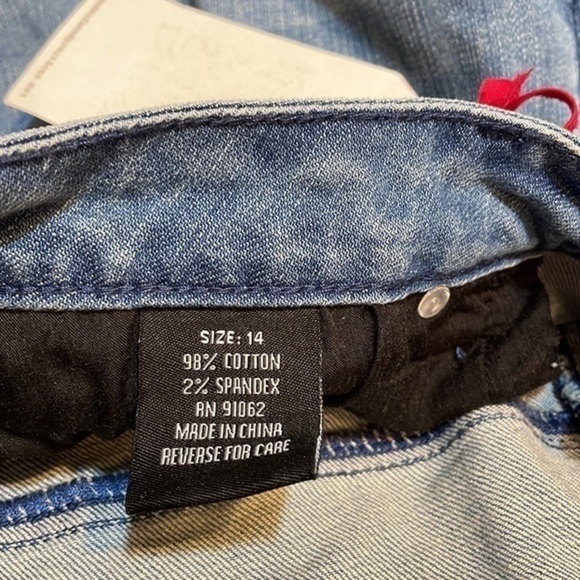 SIZE: 14
98% COTTON
2% SPANDEX
RN 91062
MADE IN CHINA
REVERSE FOR CARE